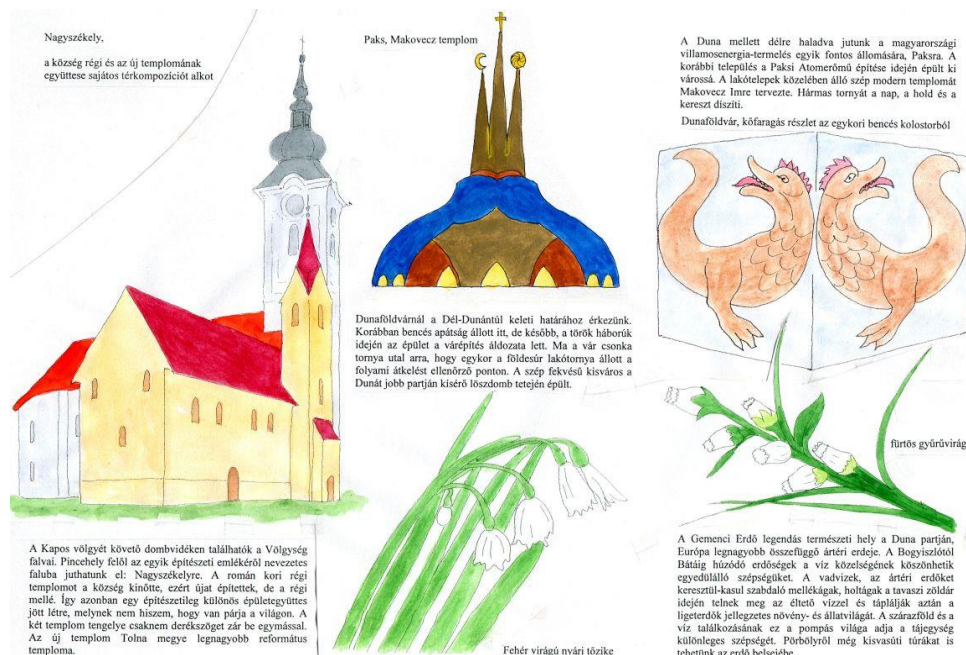 Nagyszékely,
a község régi és az új templomának
együttese sajátos térkompozíciót alkot
A Kapos völgyét követő dombvidéken találhatók a Völgység
falvai. Pincehely felől az egyik építészeti emlékéről nevezetes
faluba juthatunk el: Nagyszékelyre. A román kori régi
templomot a község kinőtte, ezért újat építettek, de a régi
mellé. Így azonban egy építészetileg különös épületegyüttes
jött létre, melynek nem hiszem, hogy van párja a világon. A
két templom tengelye csaknem derékszöget zár be egymással.
Az új templom Tolna megye legnagyobb református
temploma.
Paks, Makovecz templom
Dunaföldvárnál a Dél-Dunántúl keleti határához érkezünk.
Korábban bencés apátság állott itt, de később, a török háborúk
idején az épület a várépítés áldozata lett. Ma a vár csonka
tornya utal arra, hogy egykor a földesúr lakótornya állott a
folyami átkelést ellenőrző ponton. A szép fekvésű kisváros a
Dunát jobb partján kísérő löszdomb tetején épült.
Fehér virágú nyári tőzike
A Duna mellett délre haladva jutunk a magyarországi
villamosenergia-termelés egyik fontos állomására, Paksra. A
korábbi település a Paksi Atomerőmű építése idején épült ki
várossá. A lakótelepek közelében álló szép modern templomát
Makovecz Imre tervezte. Hármas tornyát a nap, a hold és a
kereszt díszíti.
Dunaföldvár, kőfaragás részlet az egykori bencés kolostorból
fürtös gyűrűvirág
A Gemenci Erdő legendás természeti hely a Duna partján,
Európa legnagyobb összefüggő ártéri erdeje. A Bogyiszlótól
Bátáig húzódó erdőségek a víz közelségének köszönhetik
egyedülálló szépségüket. A vadvizek, az ártéri erdőket
keresztül-kasul szabdaló mellékágak, holtágak a tavaszi zöldár
idején telnek meg az éltető vízzel és táplálják aztán a
ligeterdők jellegzetes növény- és állatvilágát. A szárazföld és a
víz találkozásának ez a pompás világa adja a tájegység
különleges szépségét. Pörbölyről még kisvasúti túrákat is
tehetünk az erdő belsejébe.